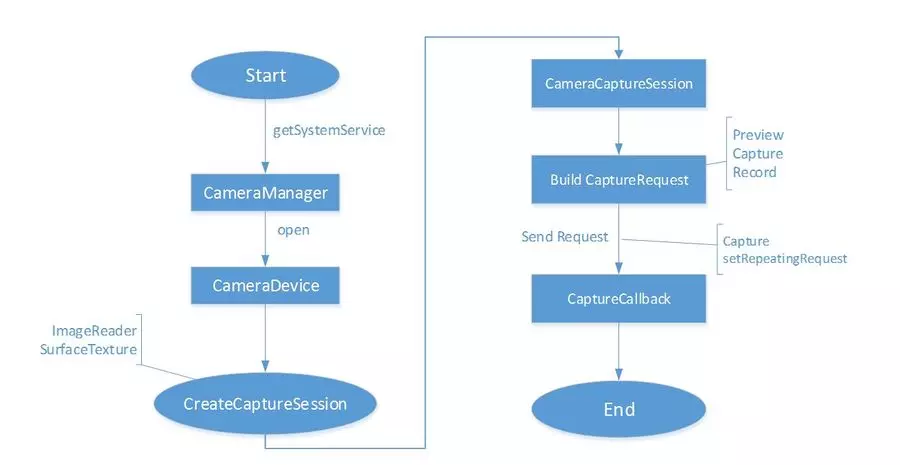 Start
getSystemService
CameraManager
open
CameraDevice
ImageReader
SurfaceTexture
CreateCaptureSession
CameraCaptureSession
Preview
Capture
Record
Build CaptureRequest
Send Request
Capture
setRepeatingRequest
CaptureCallback
End